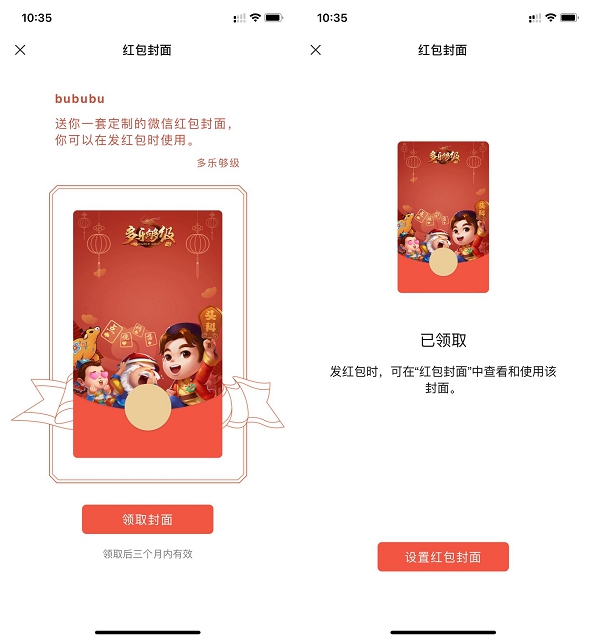 10:35
红包封面
bububu
送你一套定制的微信红包封面，
你可以在发红包时使用。
多乐够级
多乐够级
头科
领取封面
领取后三个月内有效
10:35
红包封面
多乐够级
头科
已领取
发红包时，可在“红包封面”中查看和使用该
封面。
设置红包封面